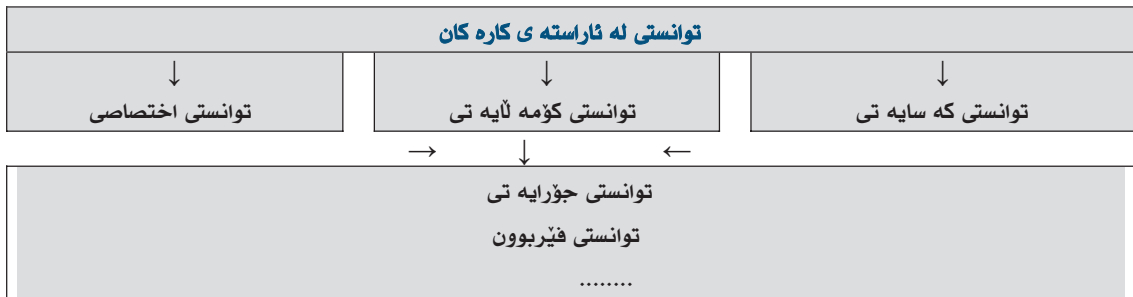 توانستی له ئاراسته ی کاره کان
↓ ↓ ↓
توانستی که سایه تی توانستی کۆمه ڵایه تی توانستی اختصاصی
← ↓ →
توانستی جۆرایه تی
توانستی فێربوون
........